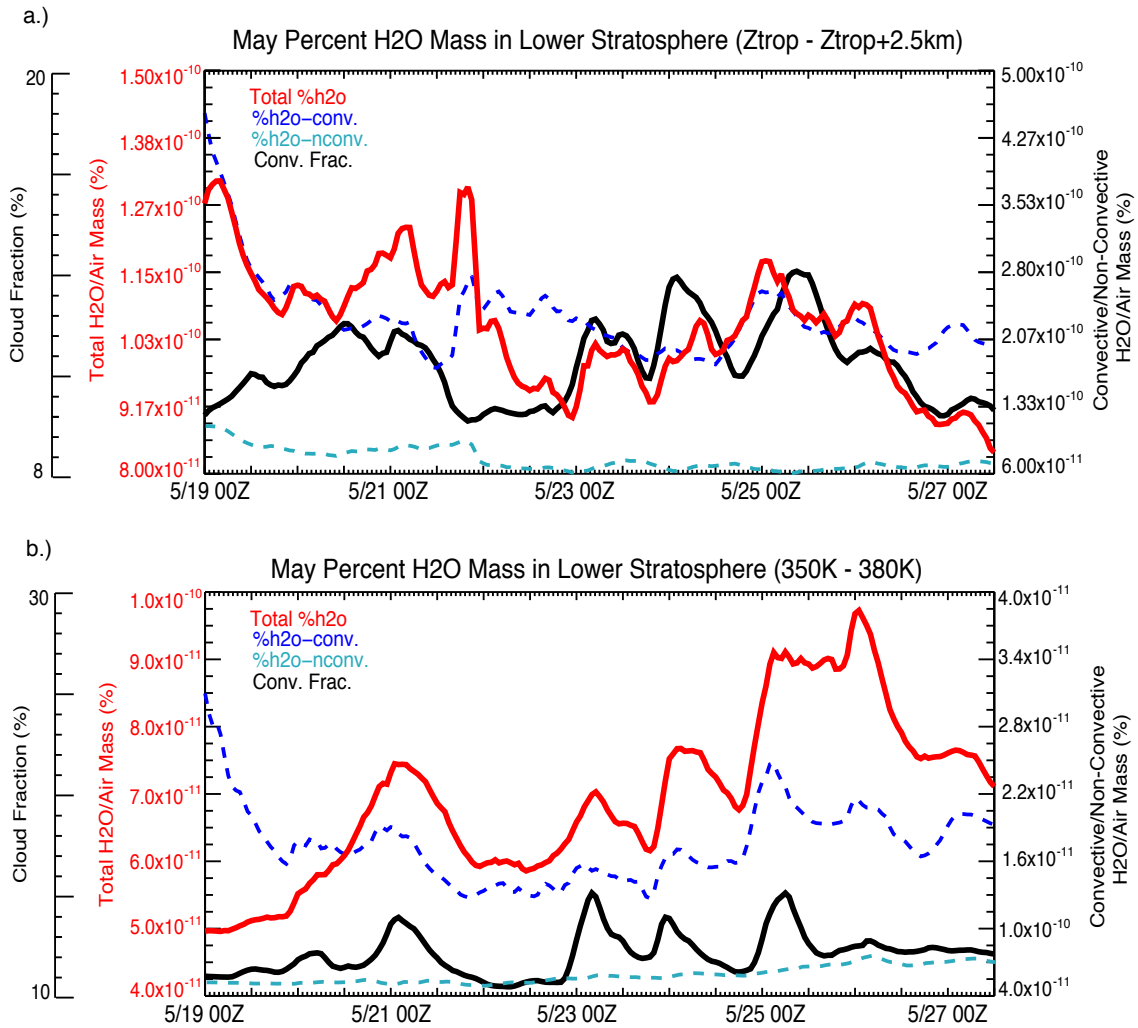 a.)
May Percent H2O Mass in Lower Stratosphere (Ztrop - Ztrop+2.5km)
20
8
Cloud Fraction (%)
Total H2O/Air Mass (%)
1.50x10⁻¹⁰
1.38x10⁻¹⁰
1.27x10⁻¹⁰
1.15x10⁻¹⁰
1.03x10⁻¹⁰
9.17x10⁻¹¹
8.00x10⁻¹¹
Total %h2o
%h2o−conv.
%h2o−nconv.
Conv. Frac.
5.00x10⁻¹⁰
4.27x10⁻¹⁰
3.53x10⁻¹⁰
2.80x10⁻¹⁰
2.07x10⁻¹⁰
1.33x10⁻¹⁰
6.00x10⁻¹¹
Convective/Non-Convective
H2O/Air Mass (%)
5/19 00Z 5/21 00Z 5/23 00Z 5/25 00Z 5/27 00Z
b.)
May Percent H2O Mass in Lower Stratosphere (350K - 380K)
30
10
Cloud Fraction (%)
Total H2O/Air Mass (%)
1.0x10⁻¹⁰
9.0x10⁻¹¹
8.0x10⁻¹¹
7.0x10⁻¹¹
6.0x10⁻¹¹
5.0x10⁻¹¹
4.0x10⁻¹¹
Total %h2o
%h2o−conv.
%h2o−nconv.
Conv. Frac.
4.0x10⁻¹¹
3.4x10⁻¹¹
2.8x10⁻¹¹
2.2x10⁻¹¹
1.6x10⁻¹¹
1.0x10⁻¹⁰
4.0x10⁻¹¹
Convective/Non-Convective
H2O/Air Mass (%)
5/19 00Z 5/21 00Z 5/23 00Z 5/25 00Z 5/27 00Z